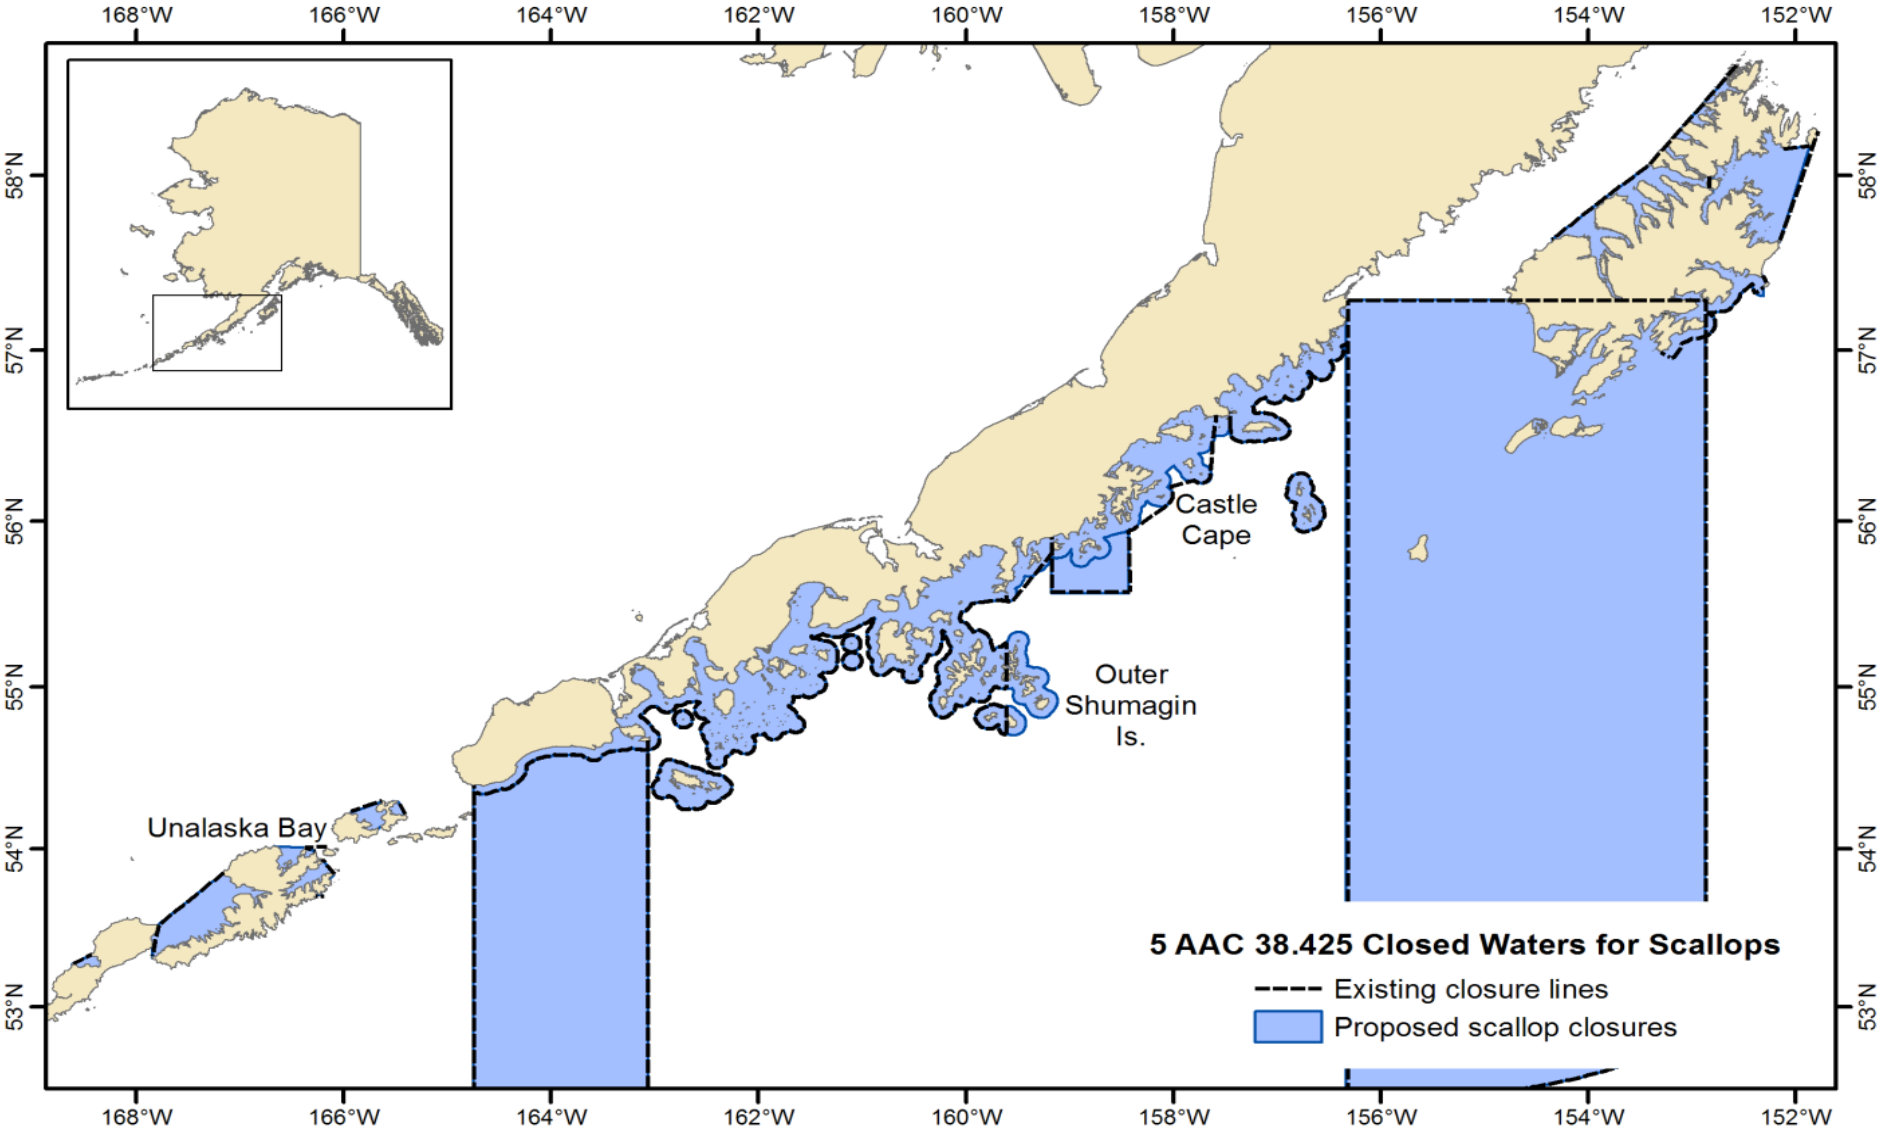 168°W 166°W 164°W 162°W 160°W 158°W 156°W 154°W 152°W
58°N 58°N
57°N 57°N
Castle
Cape
56°N 56°N
Outer
Shumagin
Is.
55°N 55°N
Unalaska Bay
54°N 54°N
5 AAC 38.425 Closed Waters for Scallops
Existing closure lines
Proposed scallop closures
53°N 53°N
168°W 166°W 164°W 162°W 160°W 158°W 156°W 154°W 152°W